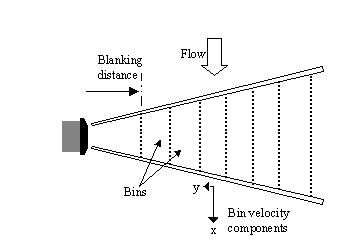 Blanking
distance
Flow
Bins
y
x
Bin velocity
components